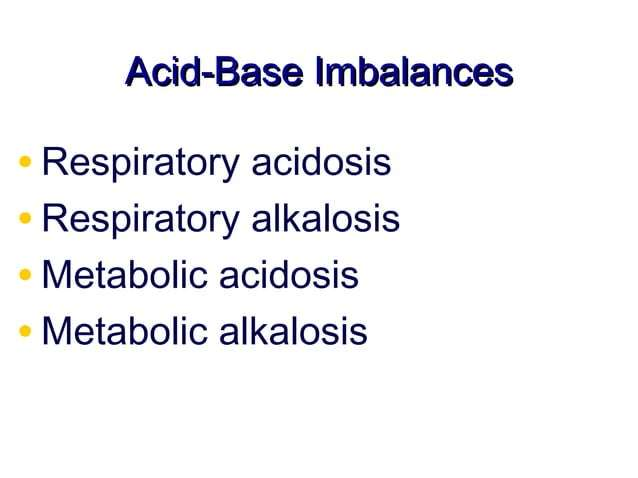 Acid-Base Imbalances
• Respiratory acidosis
• Respiratory alkalosis
• Metabolic acidosis
• Metabolic alkalosis